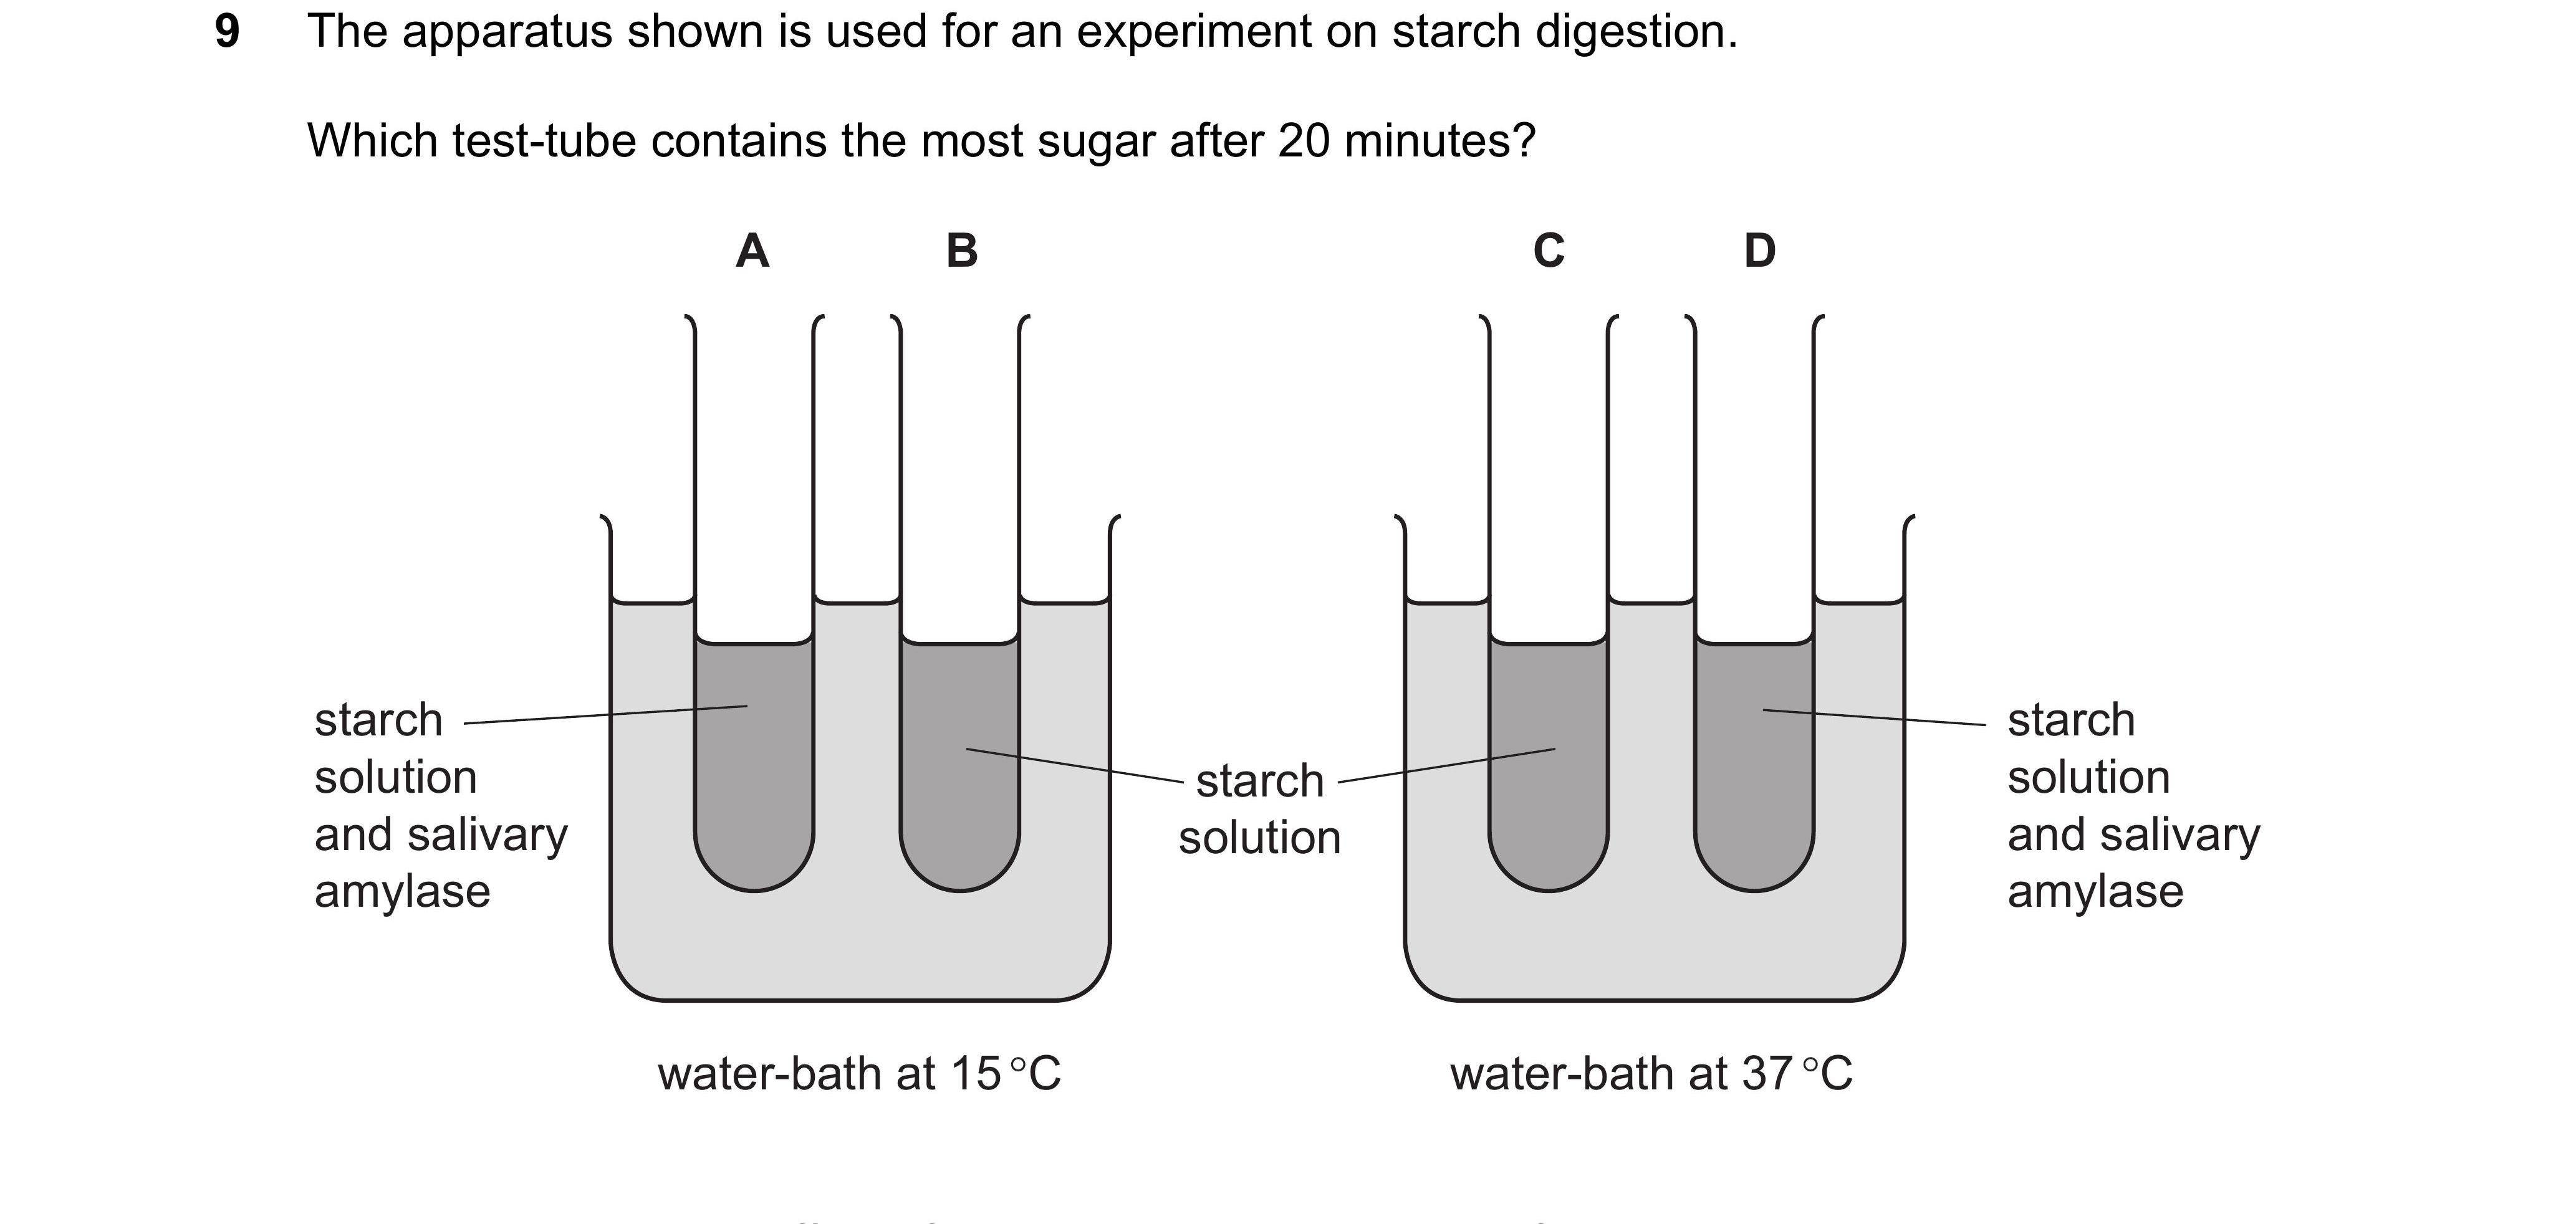 9 The apparatus shown is used for an experiment on starch digestion.
Which test-tube contains the most sugar after 20 minutes?
A B C D
starch
solution
and salivary
amylase
starch
solution
starch
solution
and salivary
amylase
water-bath at 15 °C
water-bath at 37 °C